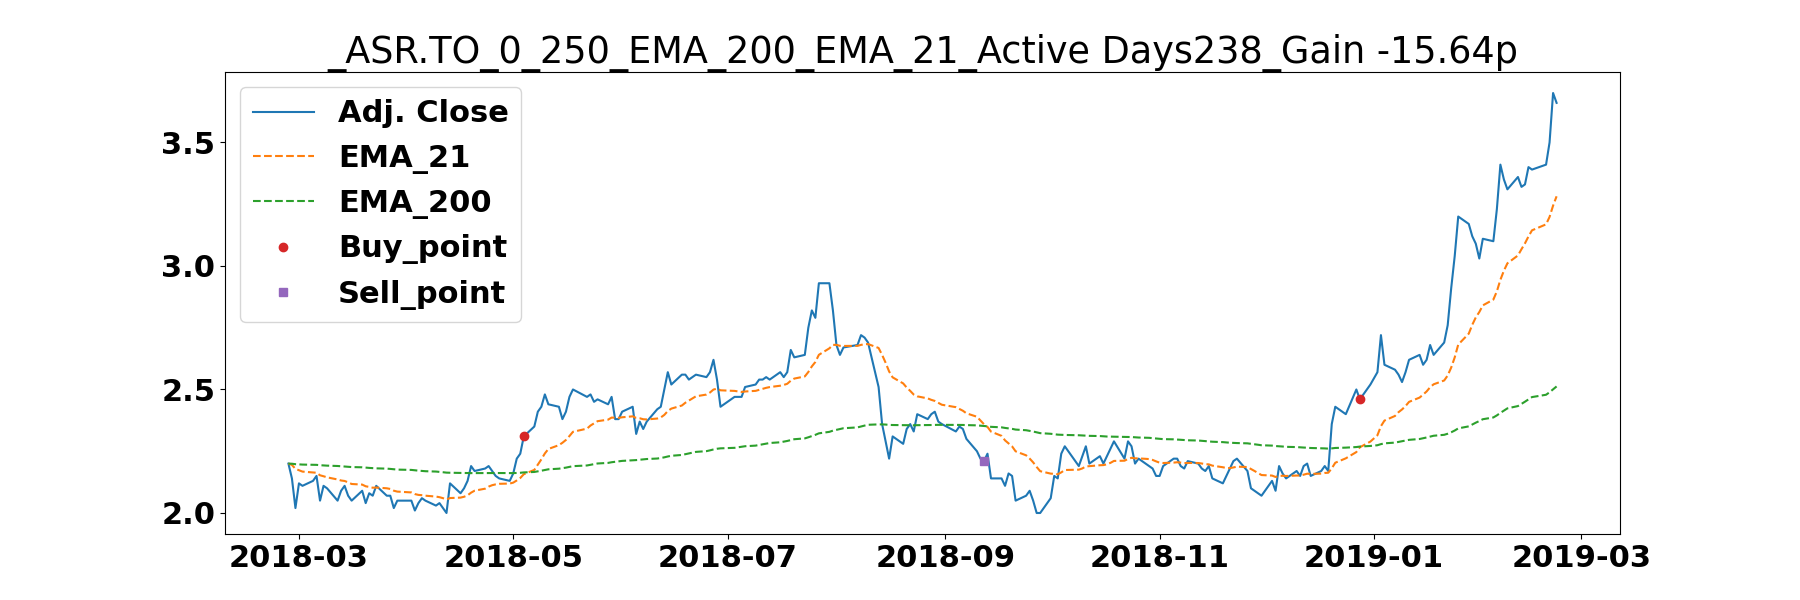 _ASR.TO_0_250_EMA_200_EMA_21_Active Days238_Gain -15.64p
Adj. Close
EMA_21
EMA_200
Buy_point
Sell_point
3.5
3.0
2.5
2.0
2018-03 2018-05 2018-07 2018-09 2018-11 2019-01 2019-03